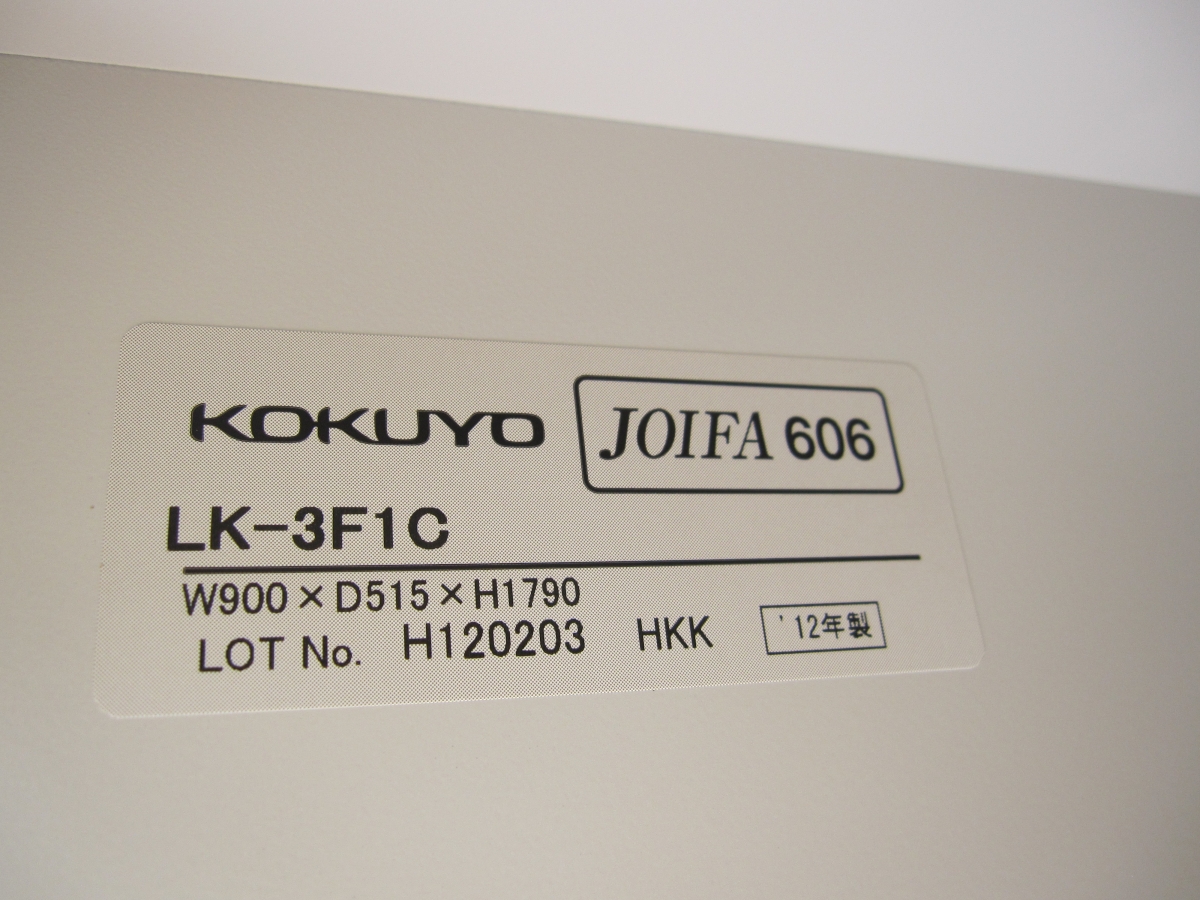 KOKUYO JOIFA 606
LK-3F1C
W900×D515×H1790
LOT No. H120203 HKK '12年製